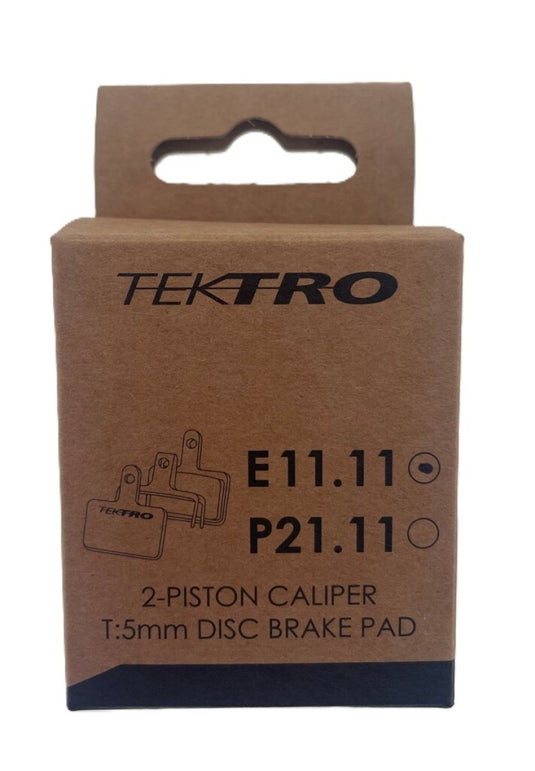 TEKTRO
E11.11
P21.11
TEKTRO
2-PISTON CALIPER
T:5mm DISC BRAKE PAD